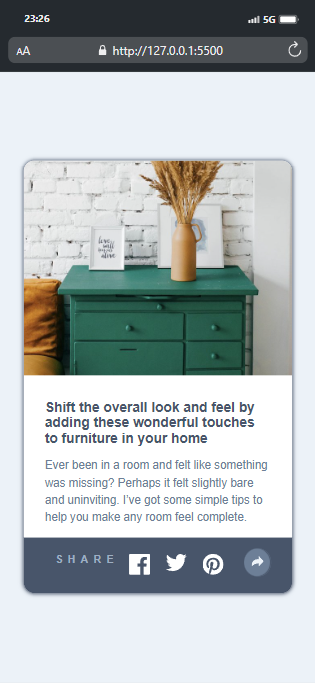 23:26
5G
AA
http://127.0.0.1:5500
Shift the overall look and feel by
adding these wonderful touches
to furniture in your home
Ever been in a room and felt like something
was missing? Perhaps it felt slightly bare
and uninviting. I've got some simple tips to
help you make any room feel complete.
SHARE